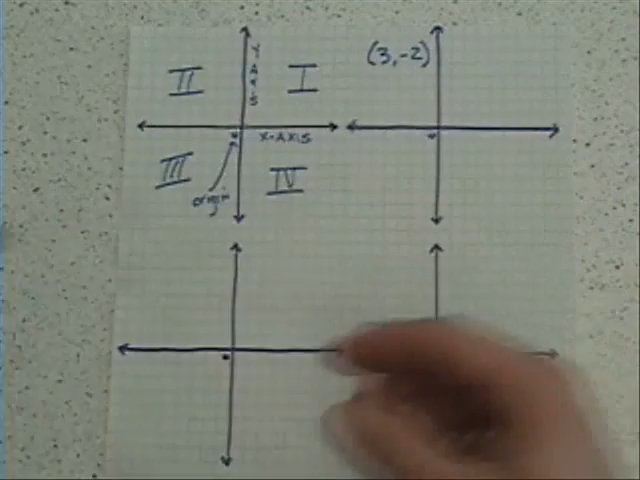 II
I
Y AXIS
X-AXIS
III
IV
origin
(3,-2)